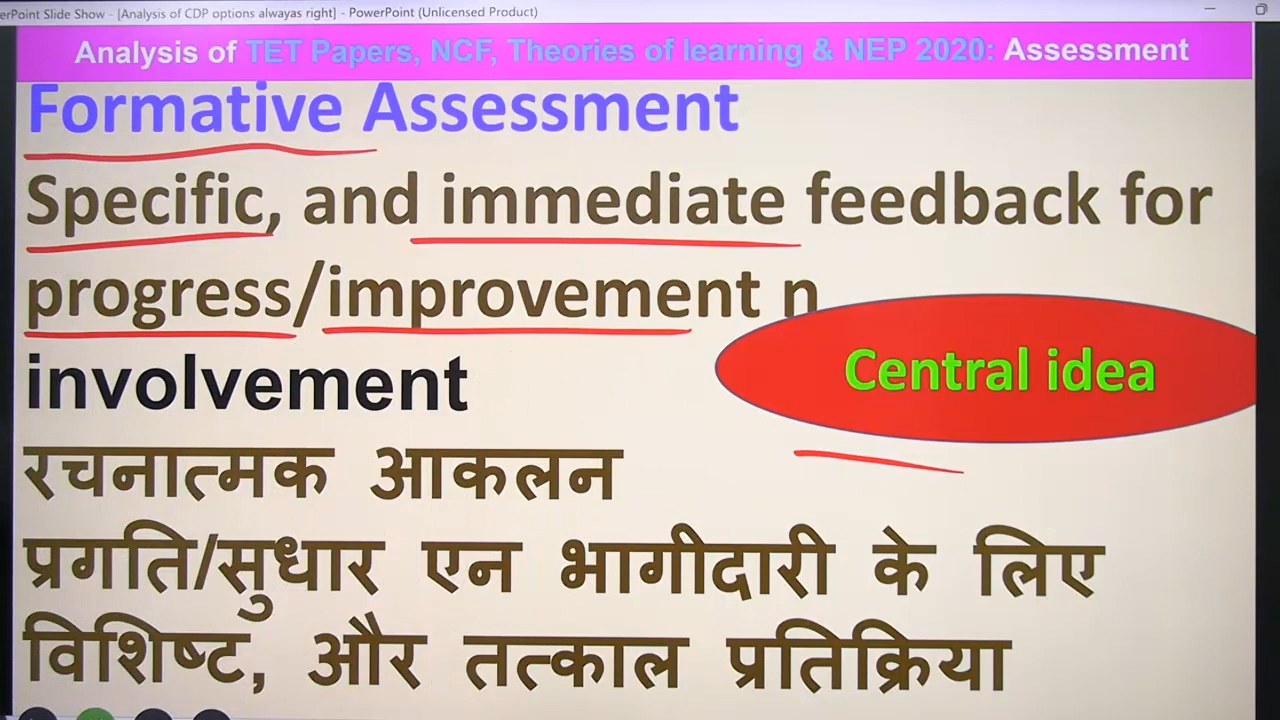 erPoint Slide Show - [Analysis of CDP options alwayas right] - PowerPoint (Unlicensed Product)
Analysis of TET Papers, NCF, Theories of learning & NEP 2020: Assessment
Formative Assessment
Specific, and immediate feedback for
progress/improvement n
involvement
Central idea
रचनात्मक आकलन
प्रगति/सुधार एन भागीदारी के लिए
विशिष्ट, और तत्काल प्रतिक्रिया